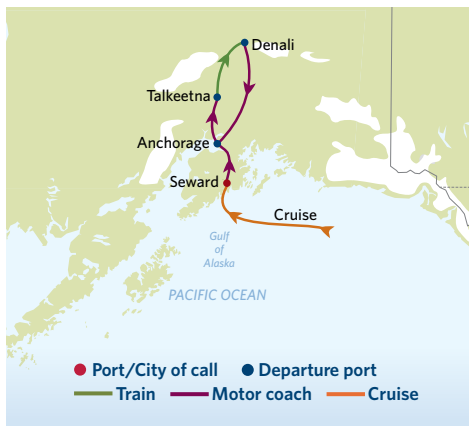 Denali
Talkeetna
Anchorage
Seward
Cruise
Gulf
of
Alaska
PACIFIC OCEAN
Port/City of call Departure port
Train Motor coach Cruise